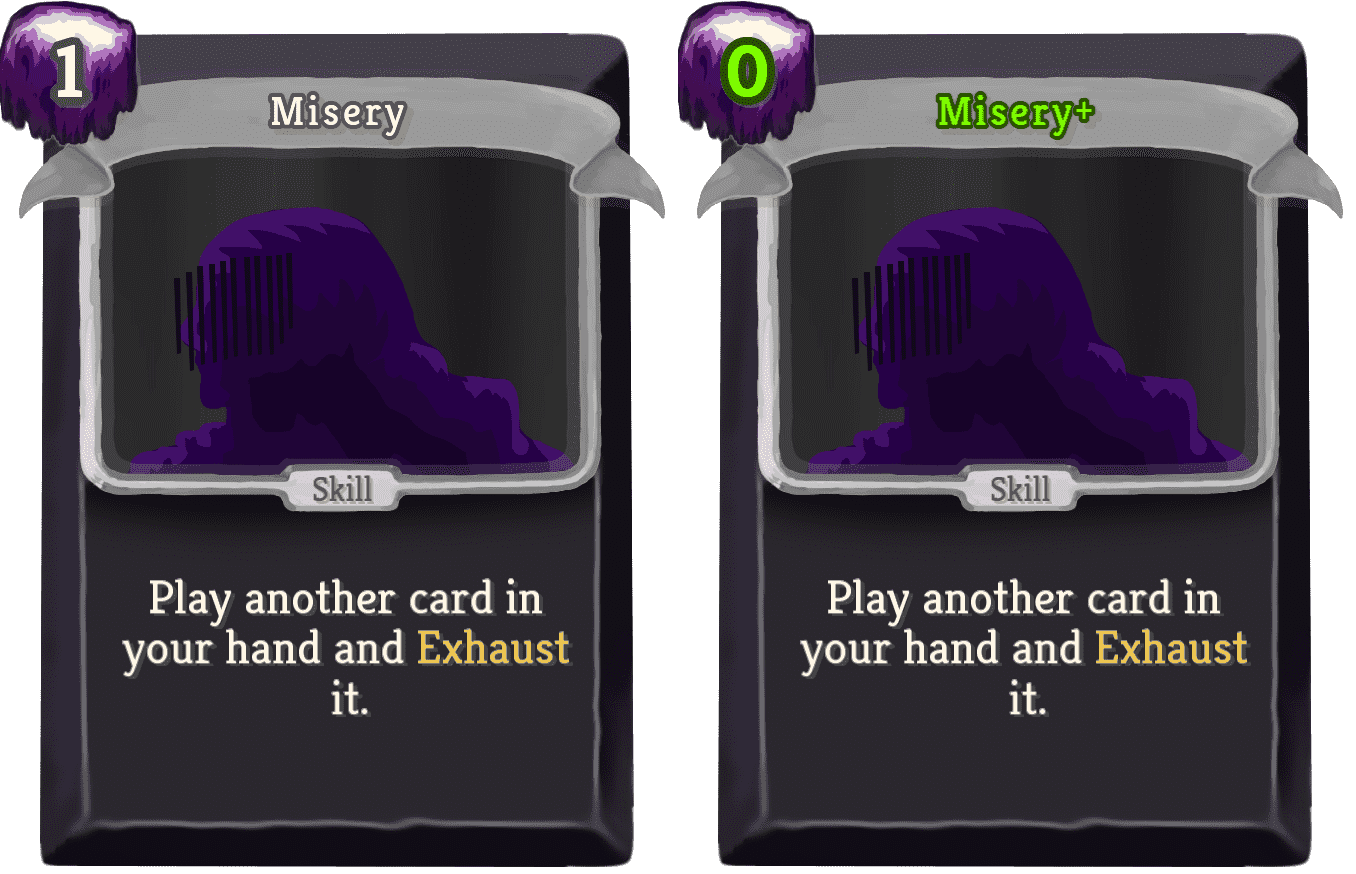 1
Misery
Skill
Play another card in
your hand and Exhaust
it.
0
Misery+
Skill
Play another card in
your hand and Exhaust
it.